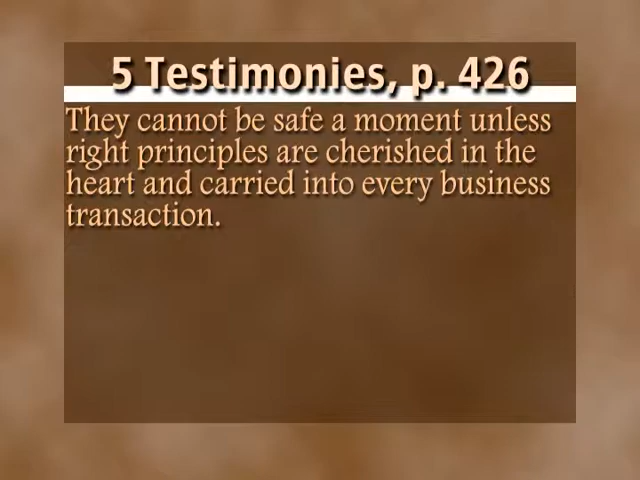 5 Testimonies, p. 426
They cannot be safe a moment unless
right principles are cherished in the
heart and carried into every business
transaction.